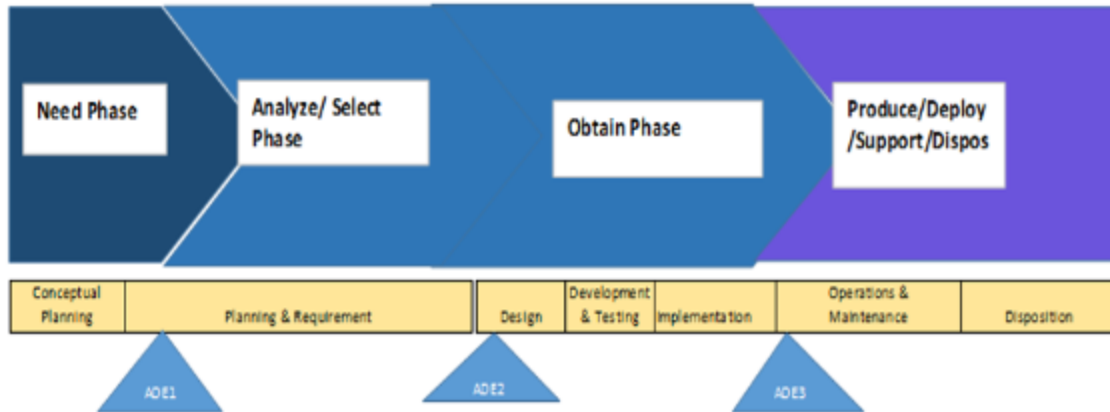 Need Phase
Analyze/ Select
Phase
Obtain Phase
Produce/Deploy
/Support/Dispos
Conceptual
Planning
Planning & Requirement
Design
Development
& Testing
Implementation
Operations &
Maintenance
Disposition
ADE1
ADE2
ADE3